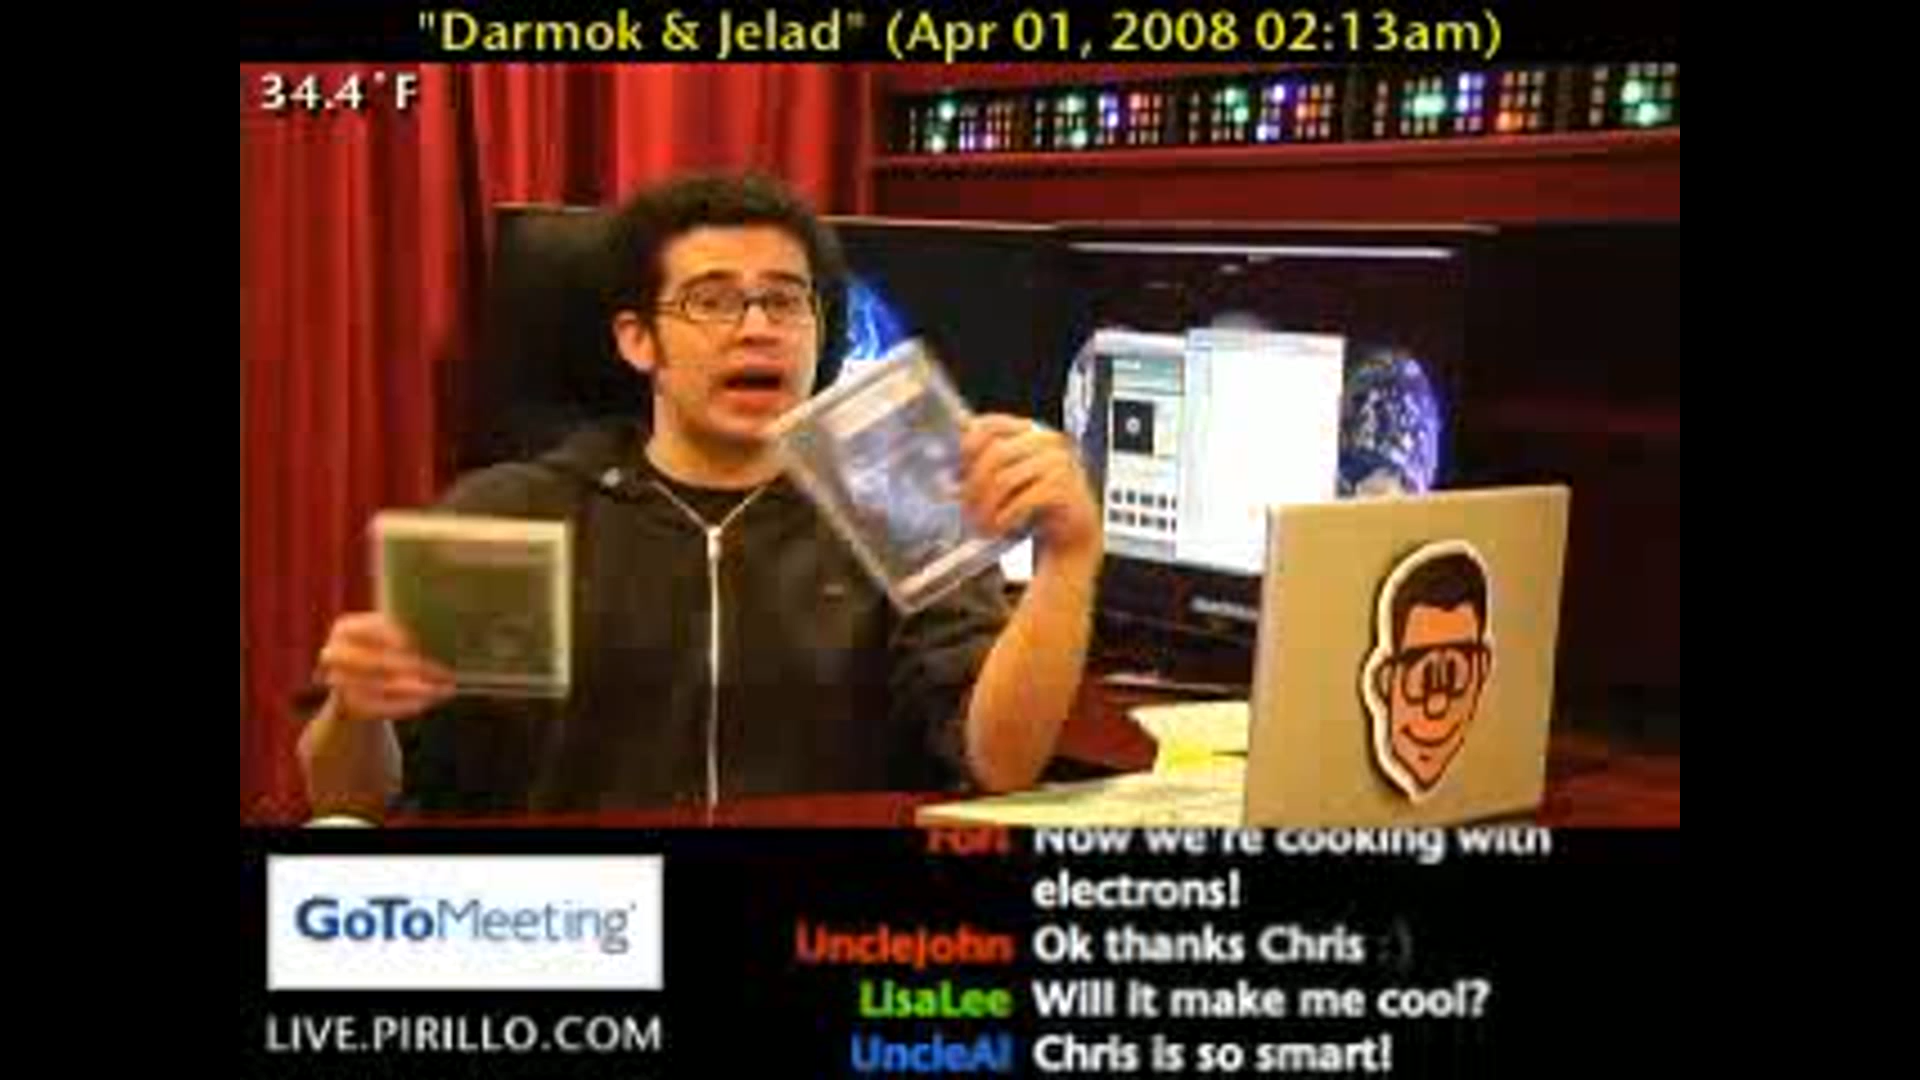 "Darmok & Jelad" (Apr 01, 2008 02:13am)
34.4°F
Now we're cooking with
electrons!
Unclejohn Ok thanks Chris :)
LisaLee Will it make me cool?
UncleAl Chris is so smart!
GoToMeeting
LIVE.PIRILLO.COM